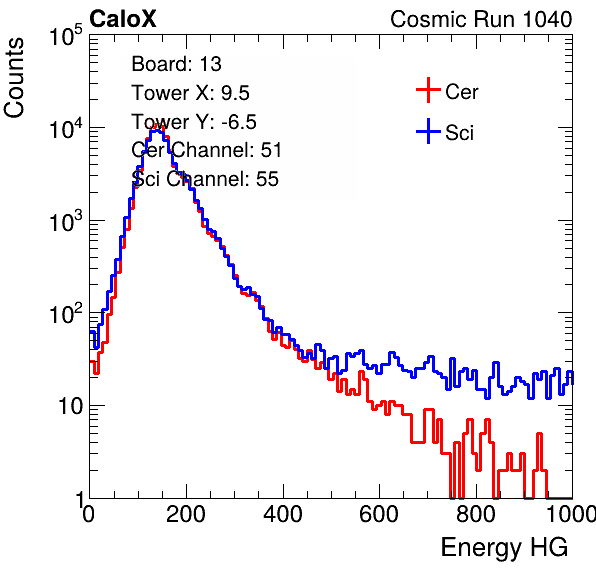 CaloX Cosmic Run 1040
Counts
10^5
10^4
10^3
10^2
10
1
Board: 13
Tower X: 9.5
Tower Y: -6.5
Cer Channel: 51
Sci Channel: 55
Cer
Sci
0 200 400 600 800 1000
Energy HG